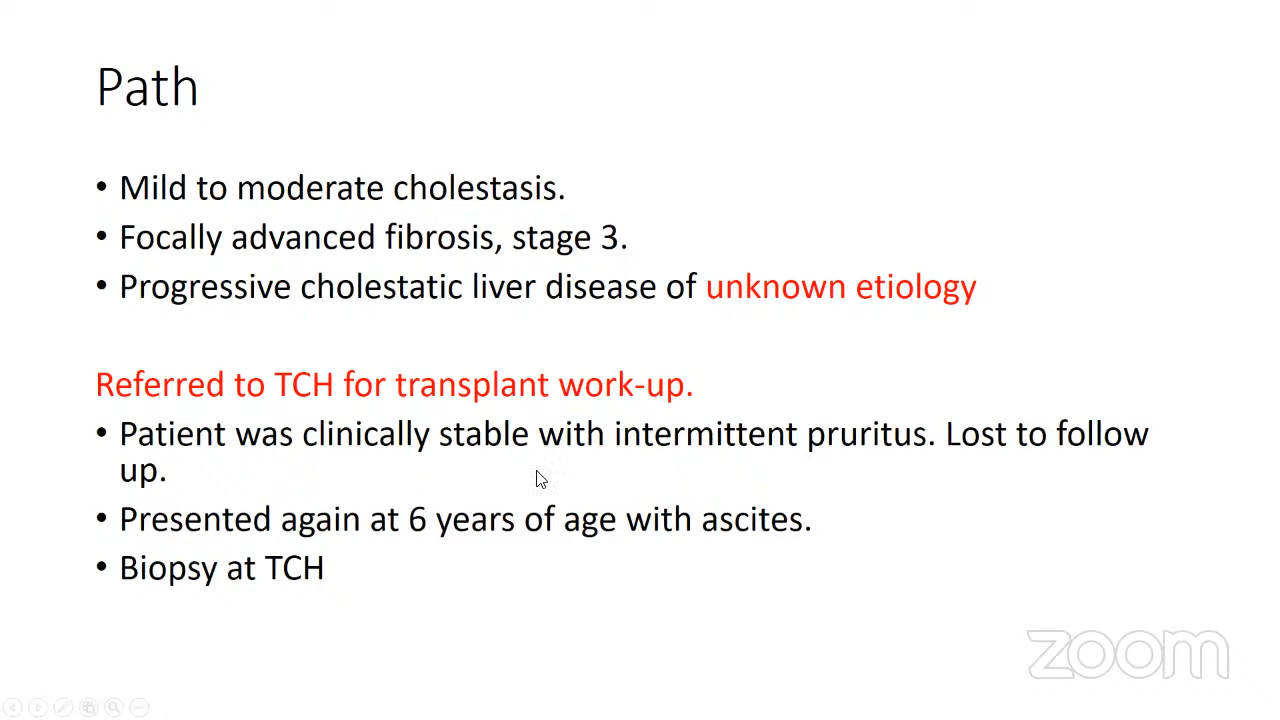 Path
• Mild to moderate cholestasis.
• Focally advanced fibrosis, stage 3.
• Progressive cholestatic liver disease of unknown etiology
Referred to TCH for transplant work-up.
• Patient was clinically stable with intermittent pruritus. Lost to follow
up.
• Presented again at 6 years of age with ascites.
• Biopsy at TCH
zoom